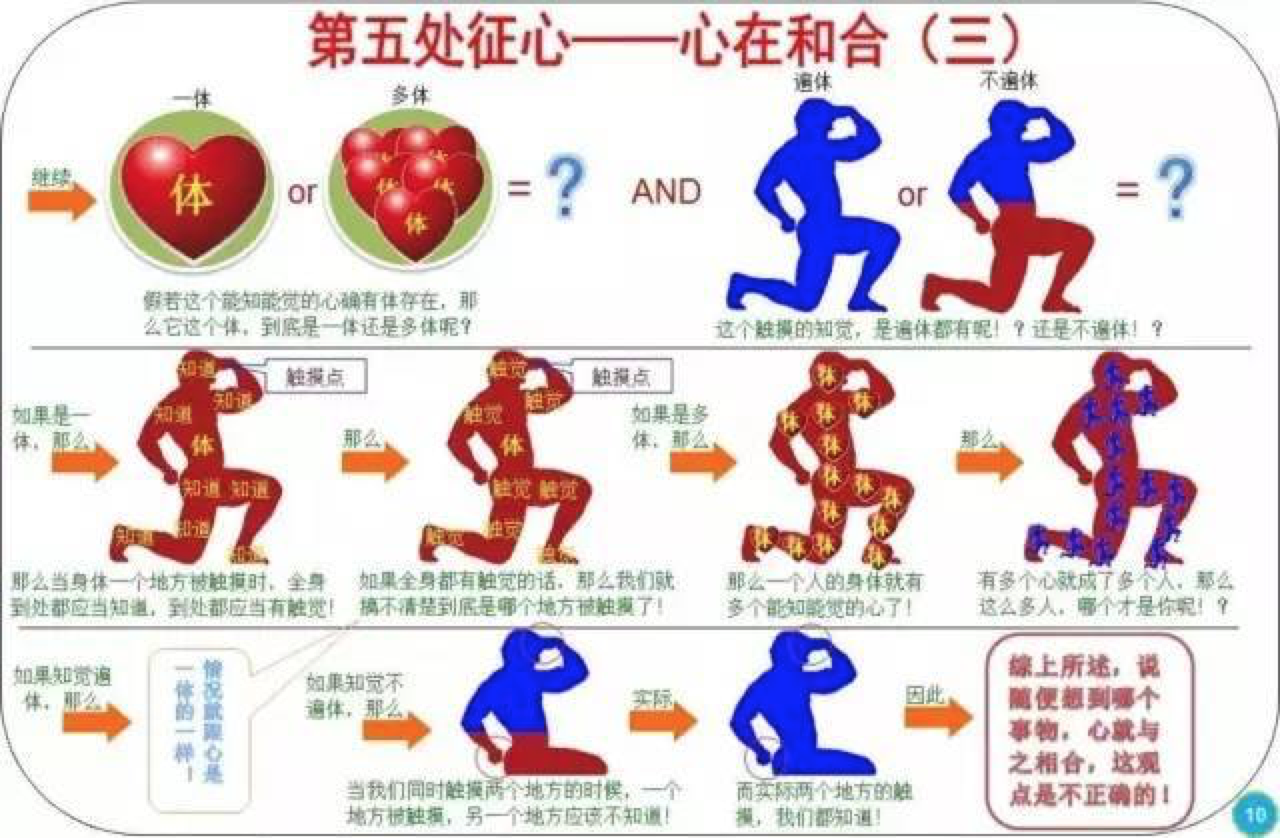 第五处征心——心在和合（三）
一体
多体
遍体
不遍体
继续
体
or
体
体
体
体
= ?
AND
or
= ?
假若这个能知能觉的心确有体存在，那
么它这个体，到底是一体还是多体呢？
这个触摸的知觉，是遍体都有呢！？还是不遍体！？
如果是一
体，那么
知道
触摸点
知道
知道
体
知道
知道
知道
知道
知道
那么当身体一个地方被触摸时，全身
到处都应当知道，到处都应当有触觉！
那么
触觉
触摸点
触觉
触觉
体
触觉
触觉
触觉
触觉
触觉
如果全身都有触觉的话，那么我们就
搞不清楚到底是哪个地方被触摸了！
如果是多
体，那么
体
体
体
体
体
体
体
体
体
体
体
体
体
体
那么一个人的身体就有
多个能知能觉的心了！
那么
有多个心就成了多个人，那么
这么多人，哪个才是你呢！？
如果知觉遍
体，那么
情况就跟心是
一体的一样！
如果知觉不
遍体，那么
当我们同时触摸两个地方的时候，一个
地方被触摸，另一个地方应该不知道！
实际
而实际两个地方的触
摸，我们都知道！
因此
综上所述，说
随便想到哪个
事物，心就与
之相合，这观
点是不正确的！
10